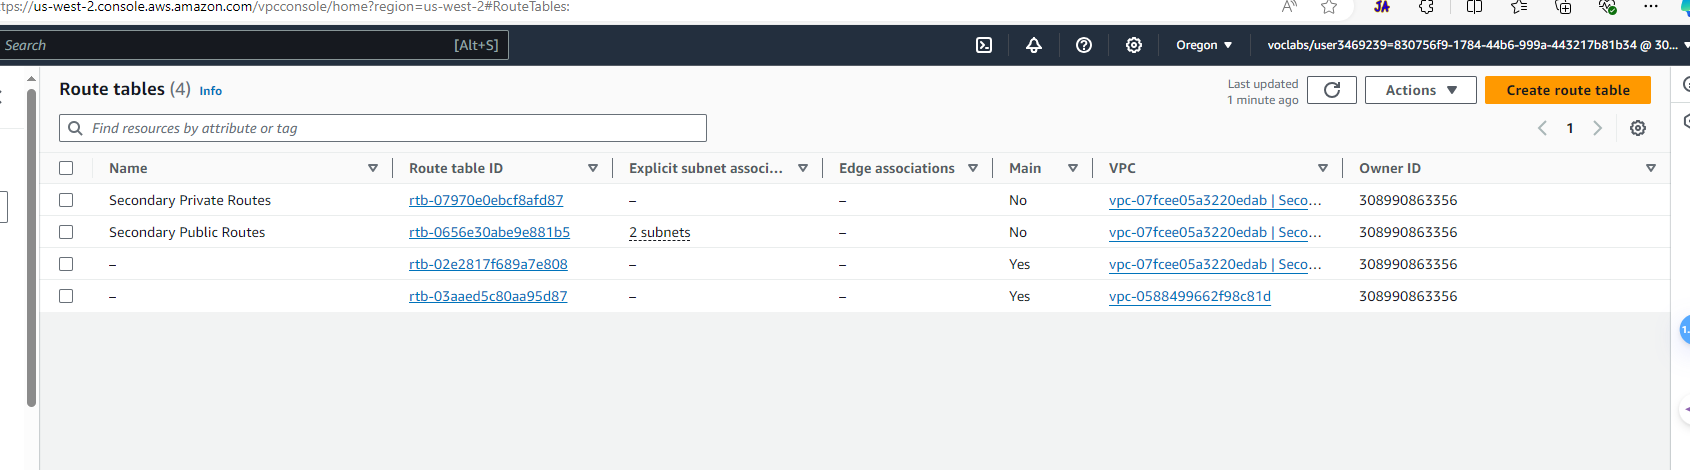 ttps://us-west-2.console.aws.amazon.com/vpcconsole/home?region=us-west-2#RouteTables:
Search [Alt+S] Oregon voclabs/user3469239=830756f9-1784-44b6-999a-443217b81b34 @ 30...
Route tables (4) Info
Last updated
1 minute ago
Actions
Create route table
Find resources by attribute or tag
1
Name Route table ID Explicit subnet associ... Edge associations Main VPC Owner ID
Secondary Private Routes rtb-07970e0ebcf8afd87 – – No vpc-07fcee05a3220edab | Seco... 308990863356
Secondary Public Routes rtb-0656e30abe9e881b5 2 subnets – No vpc-07fcee05a3220edab | Seco... 308990863356
– rtb-02e2817f689a7e808 – – Yes vpc-07fcee05a3220edab | Seco... 308990863356
– rtb-03aaed5c80aa95d87 – – Yes vpc-0588499662f98c81d 308990863356